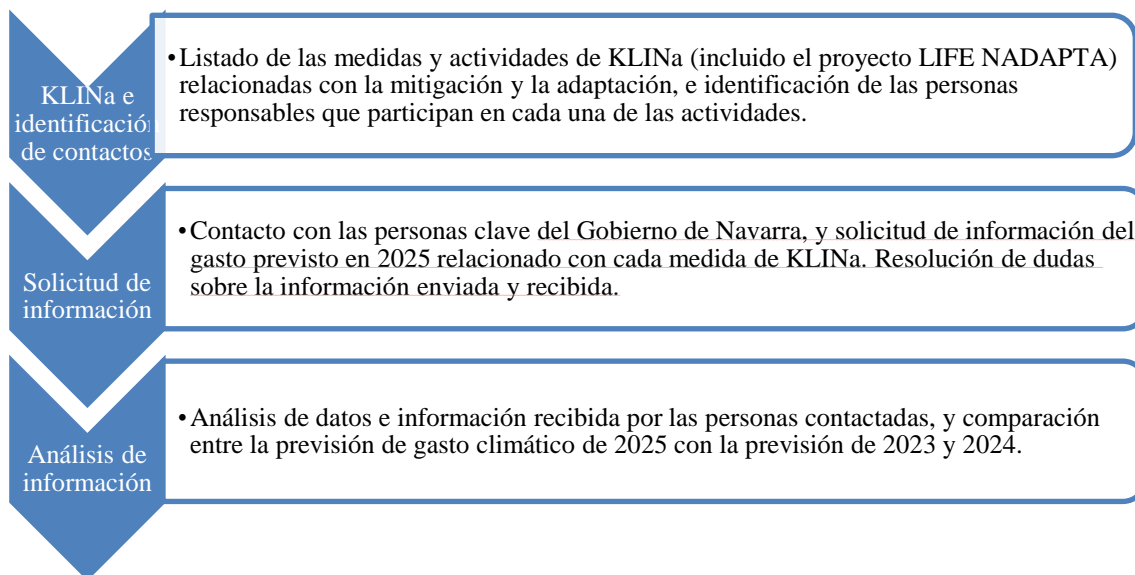 KLINa e
identificación
de contactos
•Listado de las medidas y actividades de KLINa (incluido el proyecto LIFE NADAPTA)
relacionadas con la mitigación y la adaptación, e identificación de las personas
responsables que participan en cada una de las actividades.
Solicitud de
información
•Contacto con las personas clave del Gobierno de Navarra, y solicitud de información del
gasto previsto en 2025 relacionado con cada medida de KLINa. Resolución de dudas
sobre la información enviada y recibida.
Análisis de
información
•Análisis de datos e información recibida por las personas contactadas, y comparación
entre la previsión de gasto climático de 2025 con la previsión de 2023 y 2024.